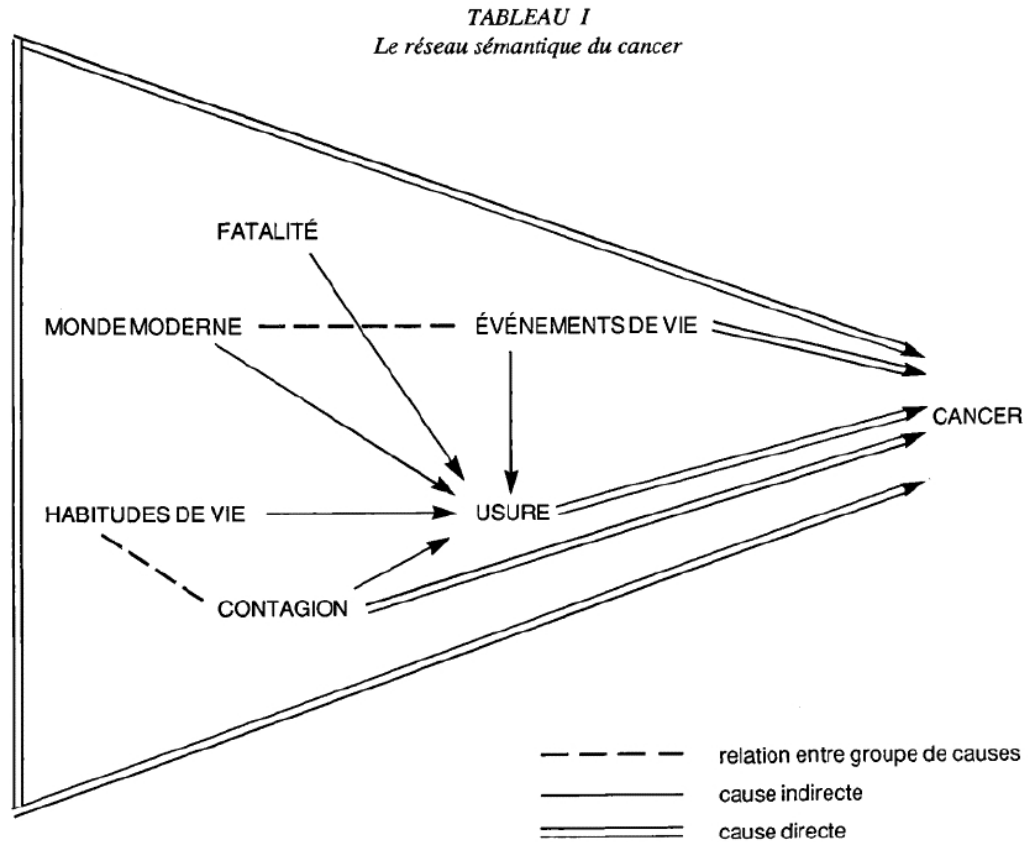 TABLEAU I
Le réseau sémantique du cancer
FATALITÉ
MONDE MODERNE
ÉVÉNEMENTS DE VIE
CANCER
HABITUDES DE VIE
USURE
CONTAGION
relation entre groupe de causes
cause indirecte
cause directe